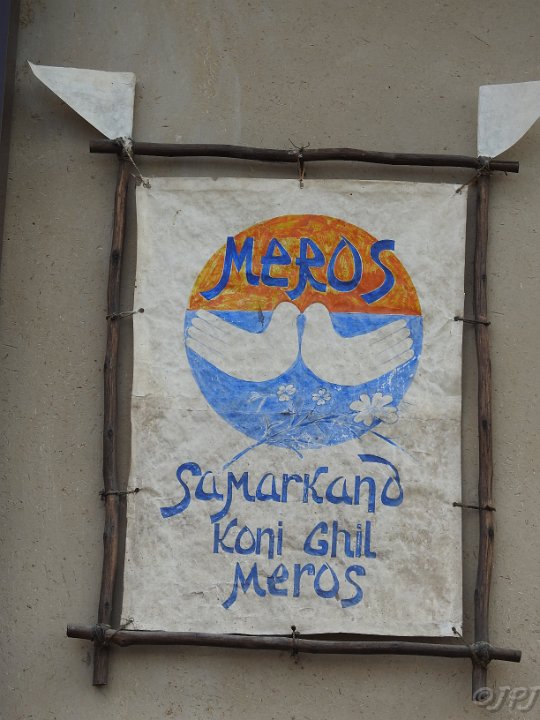 MeROS
Samarkand
Koni Ghil
Meros
©JPJ